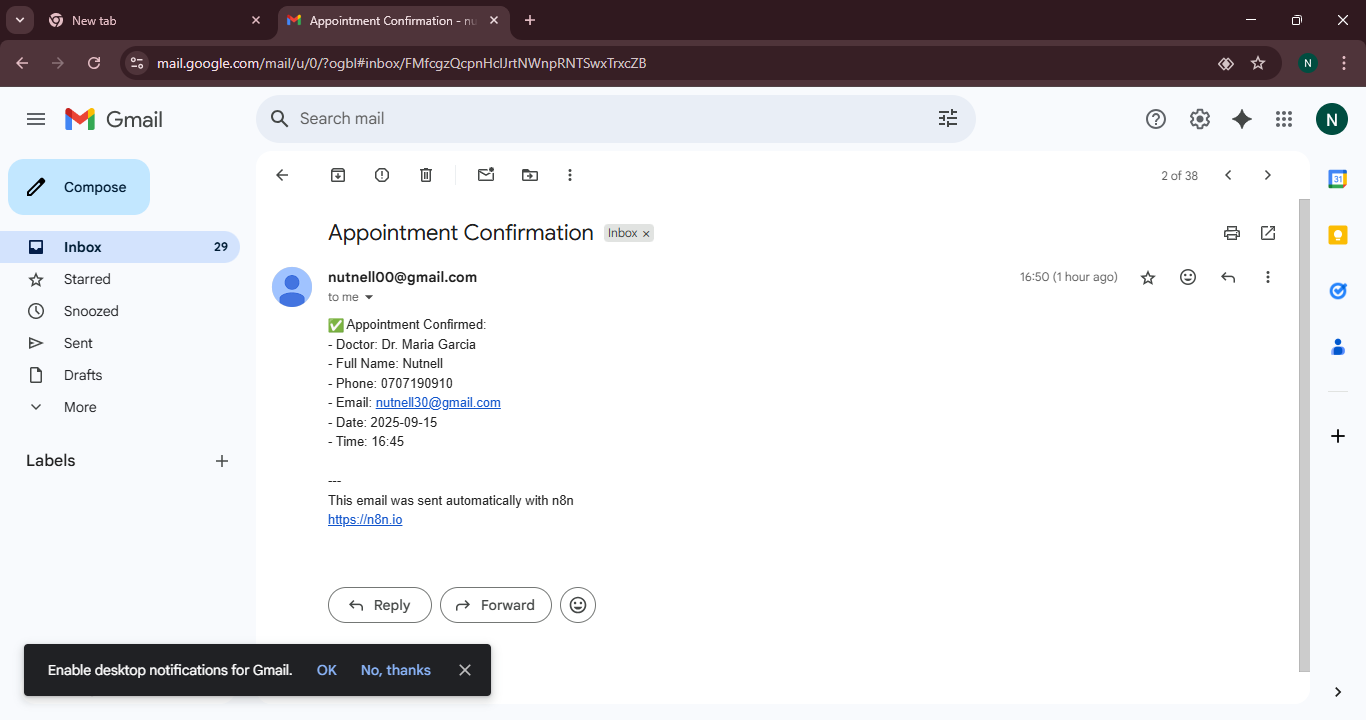 New tab
Appointment Confirmation - nu
mail.google.com/mail/u/0/?ogbl#inbox/FMfcgzQcpnHclJrtNWnpRNTSwxTrxcZB
N
Gmail
Search mail
N
Compose
2 of 38
Inbox 29
Starred
Snoozed
Sent
Drafts
More
Labels
31
Appointment Confirmation Inbox x
nutnell00@gmail.com
16:50 (1 hour ago)
to me
✅ Appointment Confirmed:
- Doctor: Dr. Maria Garcia
- Full Name: Nutnell
- Phone: 0707190910
- Email: nutnell30@gmail.com
- Date: 2025-09-15
- Time: 16:45
---
This email was sent automatically with n8n
https://n8n.io
Reply Forward
Enable desktop notifications for Gmail. OK No, thanks